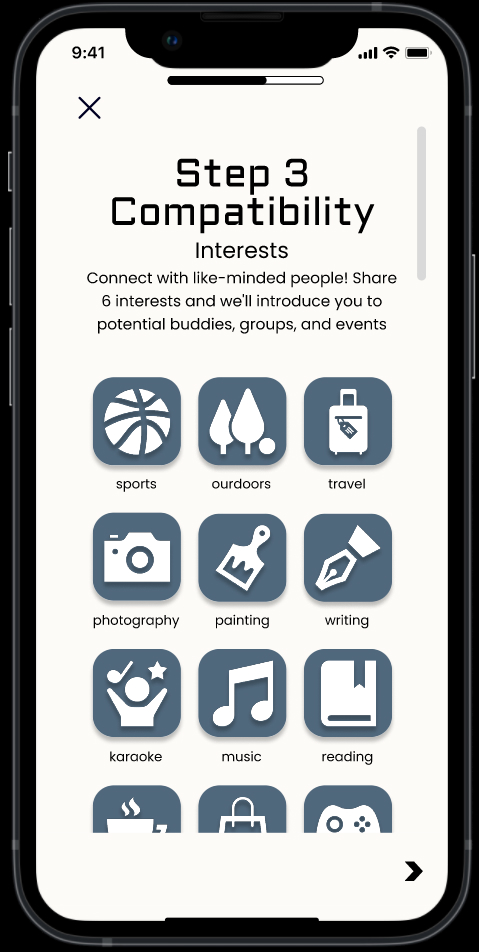 9:41
Step 3
Compatibility
Interests
Connect with like-minded people! Share
6 interests and we'll introduce you to
potential buddies, groups, and events
sports ourdoors travel
photography painting writing
karaoke music reading